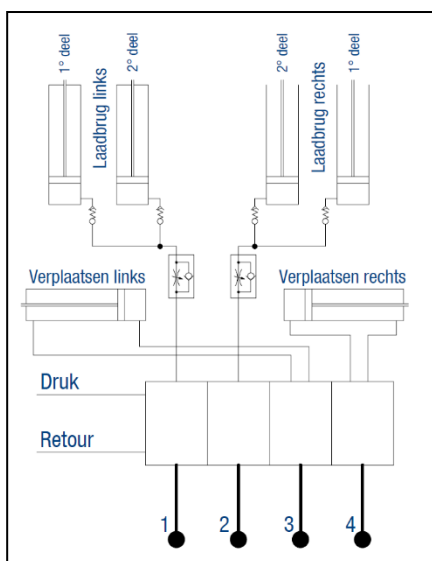 1° deel
Laadbrug links
2° deel
2° deel
Laadbrug rechts
1° deel
Verplaatsen links
Verplaatsen rechts
Druk
Retour
1
2
3
4